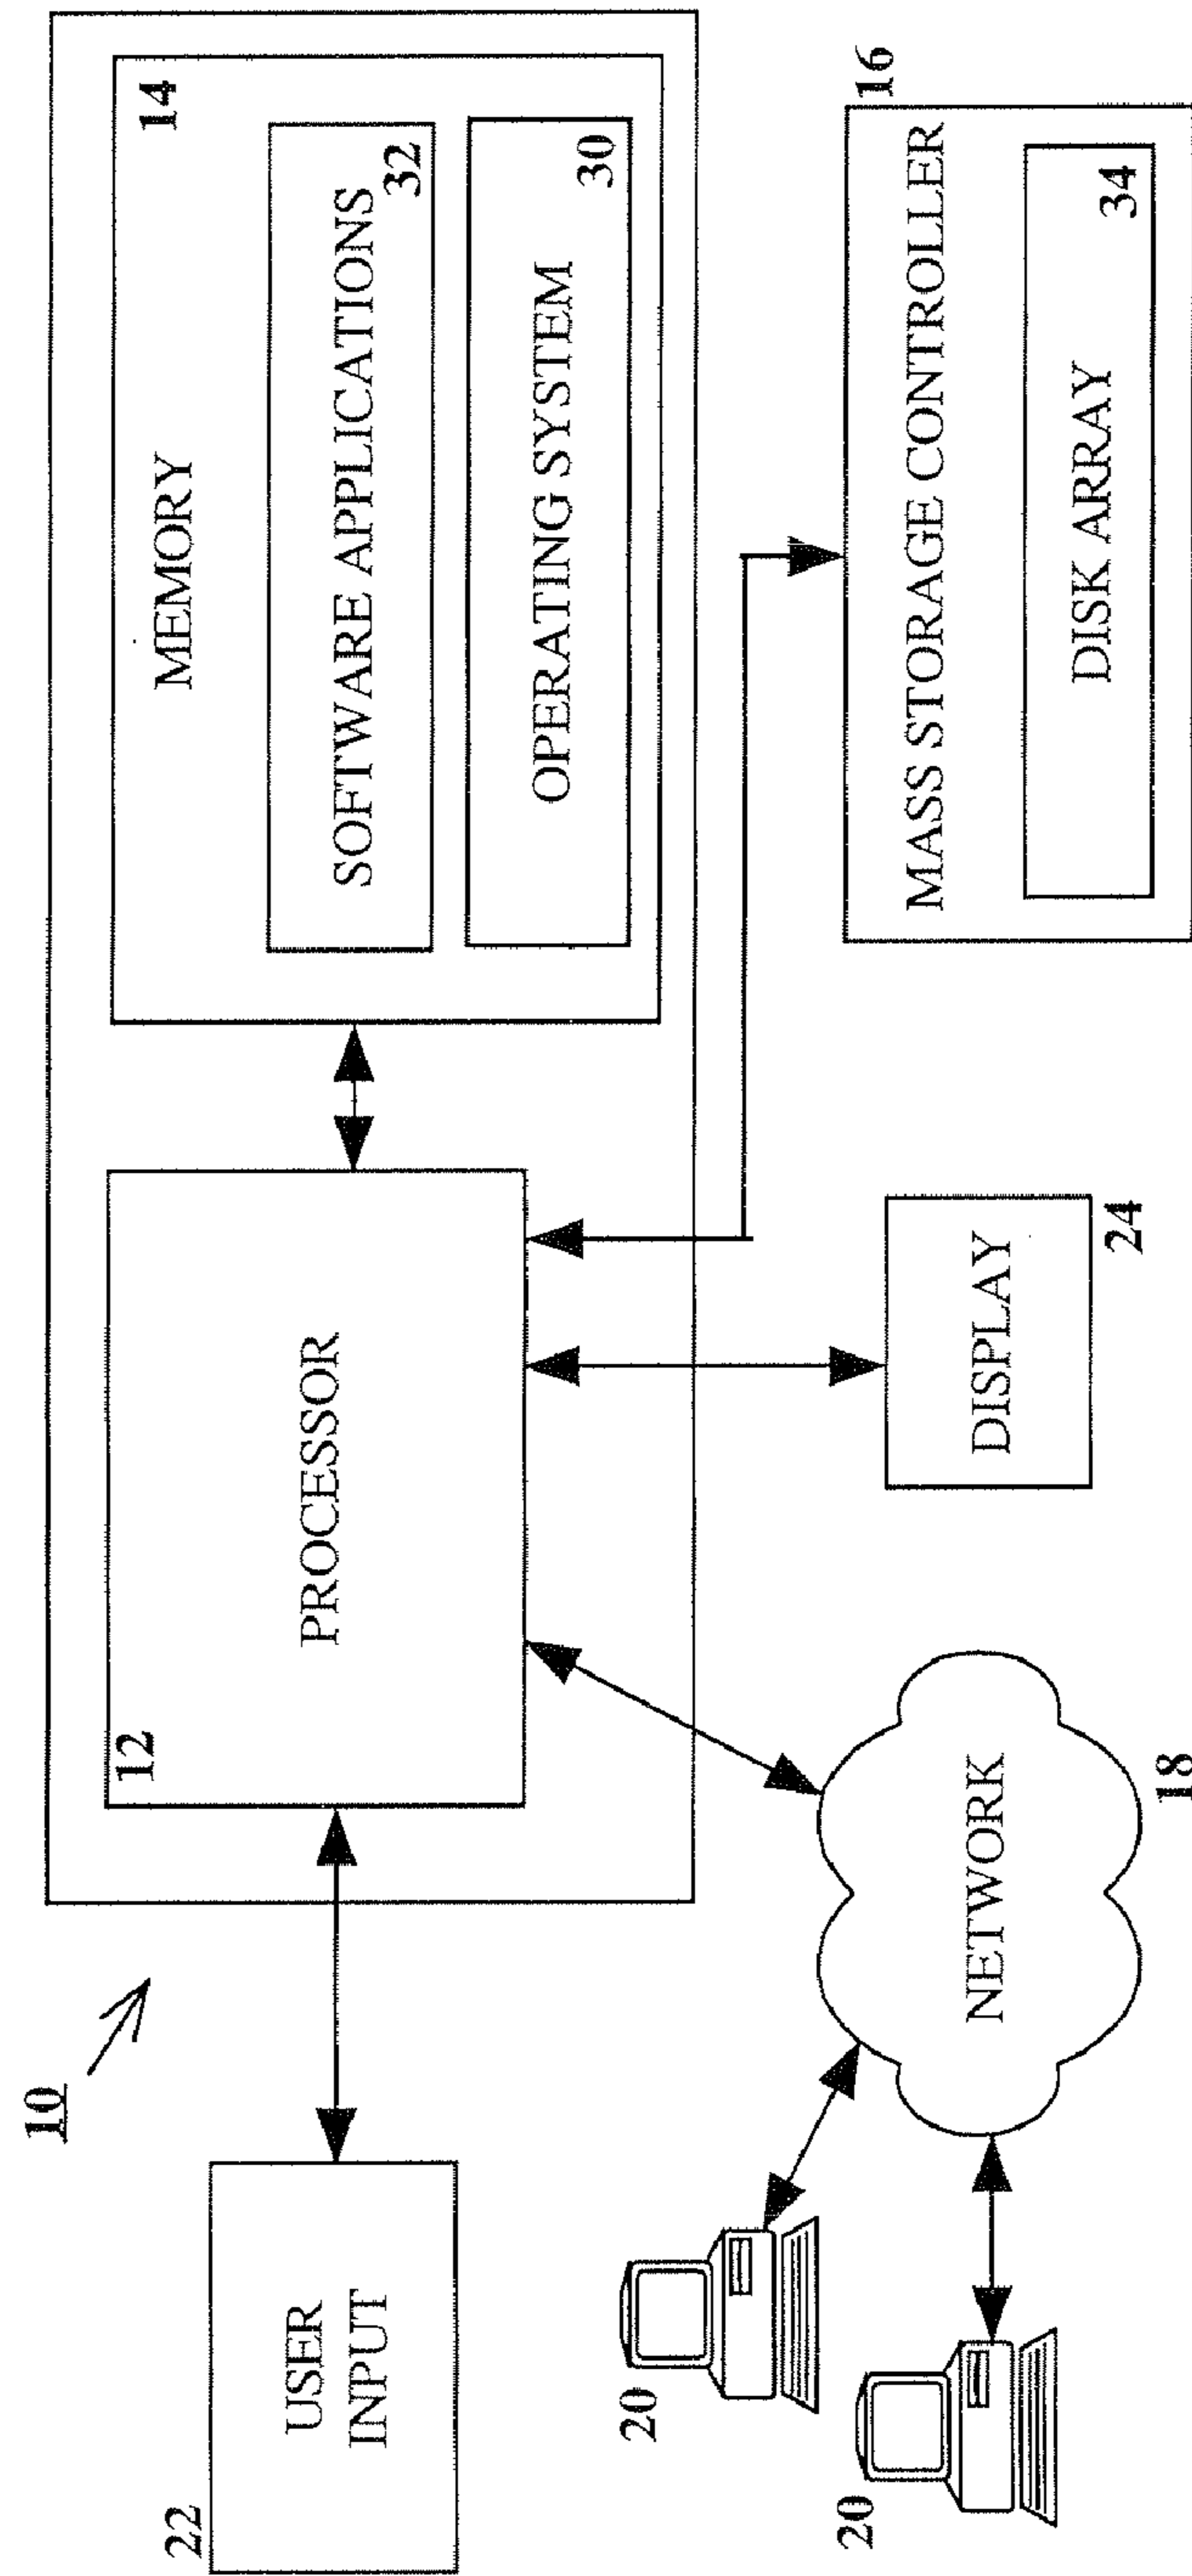 10
22
USER
INPUT
12
PROCESSOR
14
MEMORY
SOFTWARE APPLICATIONS
32
OPERATING SYSTEM
30
20
20
NETWORK
18
DISPLAY
24
16
MASS STORAGE CONTROLLER
DISK ARRAY
34